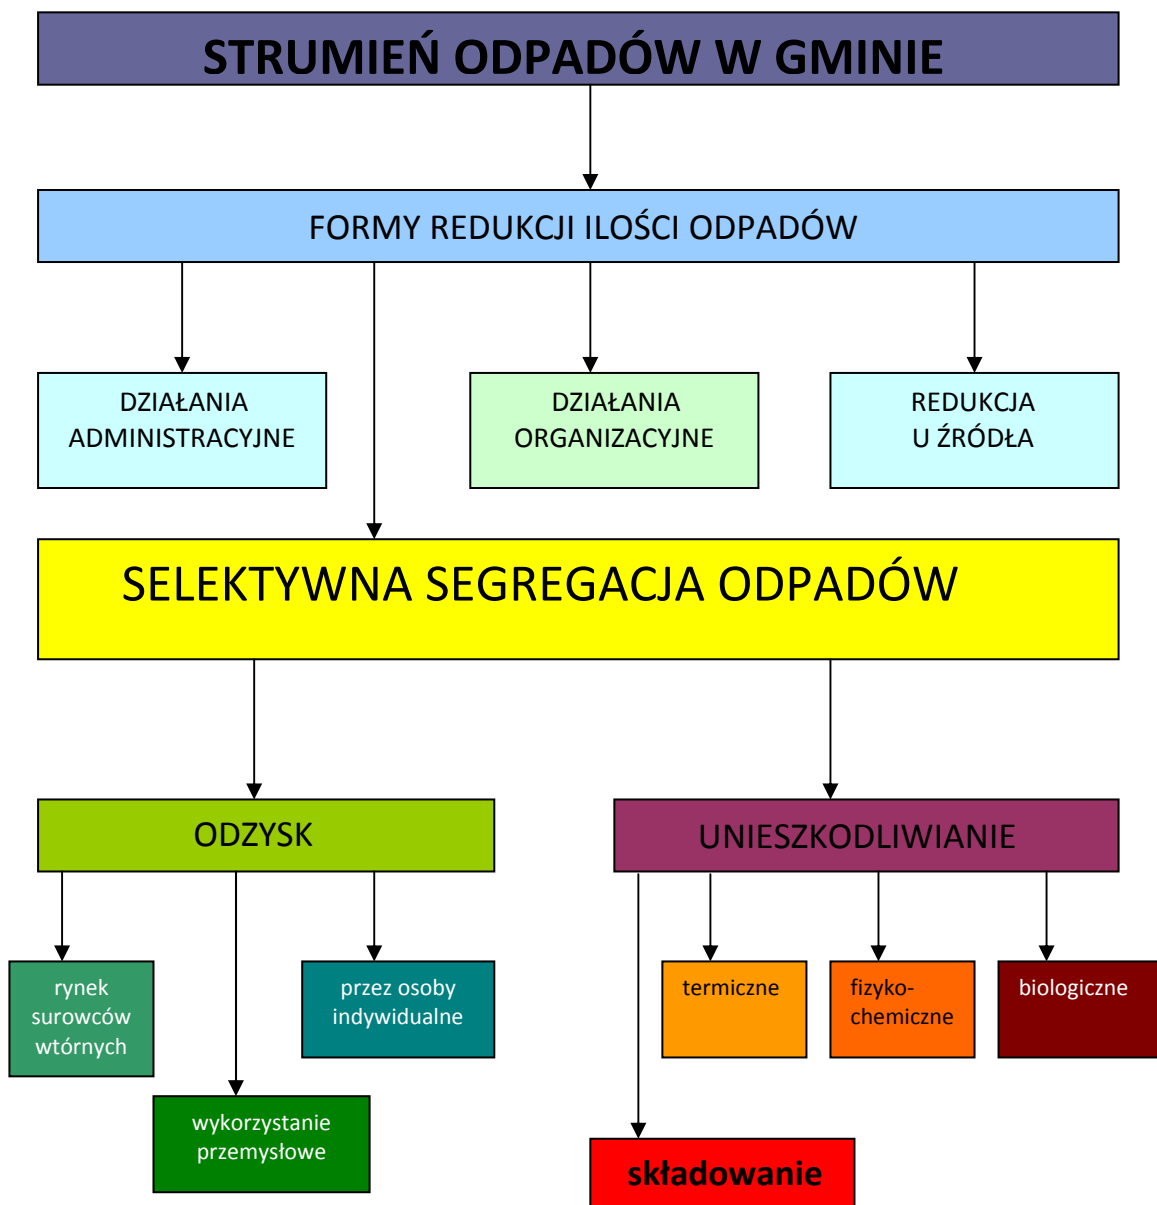 STRUMIEŃ ODPADÓW W GMINIE
FORMY REDUKCJI ILOŚCI ODPADÓW
DZIAŁANIA
ADMINISTRACYJNE
DZIAŁANIA
ORGANIZACYJNE
REDUKCJA
U ŹRÓDŁA
SELEKTYWNA SEGREGACJA ODPADÓW
ODZYSK
UNIESZKODLIWIANIE
rynek
surowców
wtórnych
przez osoby
indywidualne
termiczne
fizyko-
chemiczne
biologiczne
wykorzystanie
przemysłowe
składowanie